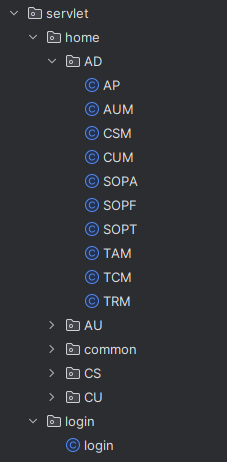 servlet
home
AD
AP
AUM
CSM
CUM
SOPA
SOPF
SOPT
TAM
TCM
TRM
AU
common
CS
CU
login
login